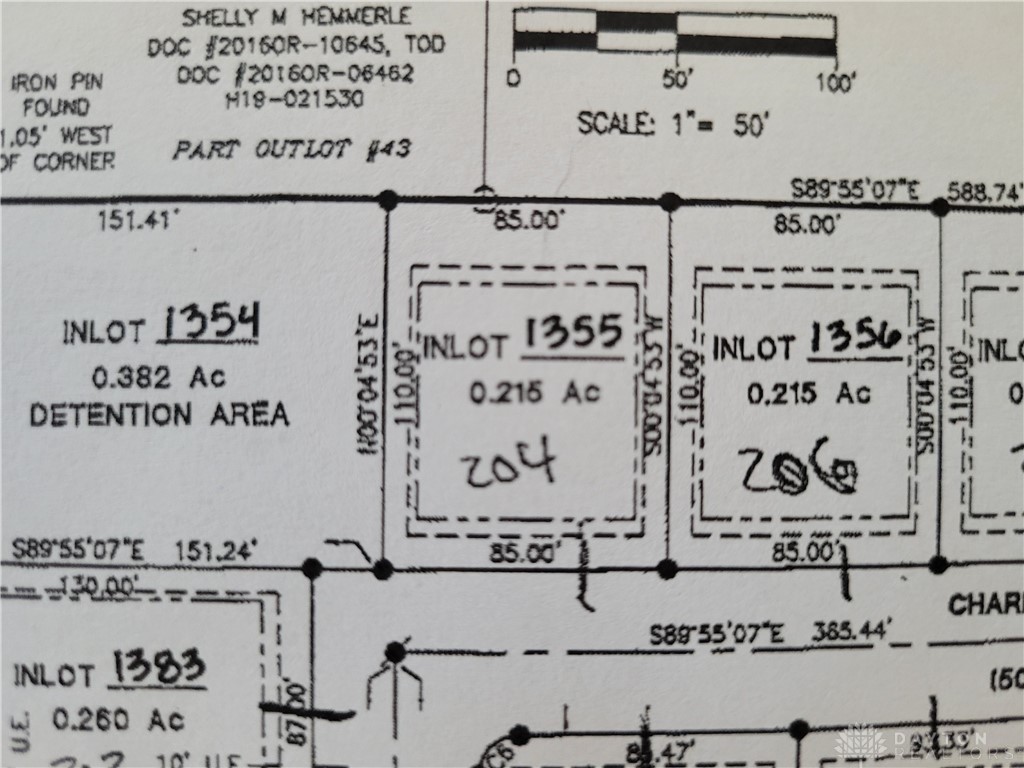 SHELLY M HEMMERLE
DOC #20160R-10645, TOD
DOC #20160R-06462
H19-021530
PART OUTLOT #43
IRON PIN
FOUND
1.05' WEST
OF CORNER
0 50' 100'
SCALE: 1"= 50'
151.41'
85.00'
S89°55'07"E 588.74'
85.00'
INLOT 1354
0.382 Ac
DETENTION AREA
N00°04'53"E
110.00'
INLOT 1355
0.215 Ac
204
S00°04'53"W
110.00'
INLOT 1356
0.215 Ac
206
S00°04'53"W
110.00'
S89°55'07"E 151.24'
85.00'
85.00'
130.00'
S89°55'07"E 385.44'
INLOT 1383
0.260 Ac
U.E.
87.00'
10' U.E.
C6
DAYTON
REALTORS